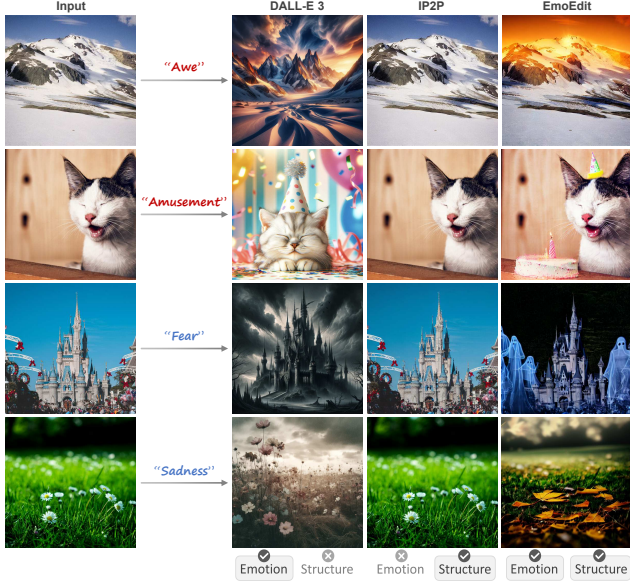 Input DALL-E 3 IP2P EmoEdit
“Awe”
“Amusement”
“Fear”
“Sadness”
Emotion Structure Emotion Structure Emotion Structure